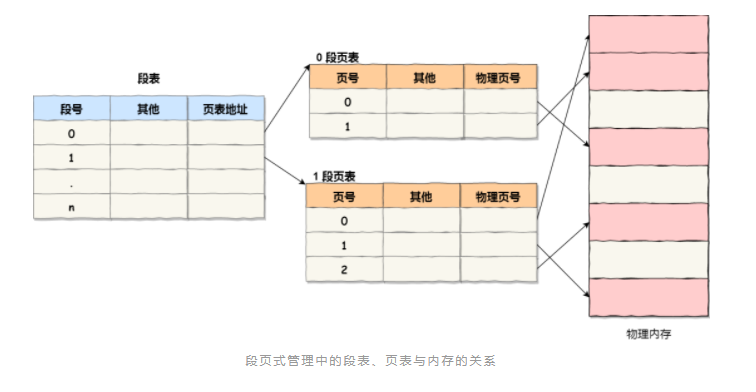 段表
段号 其他 页表地址
0
1
.
n
0 段页表
页号 其他 物理页号
0
1
1 段页表
页号 其他 物理页号
0
1
2
物理内存
段页式管理中的段表、页表与内存的关系